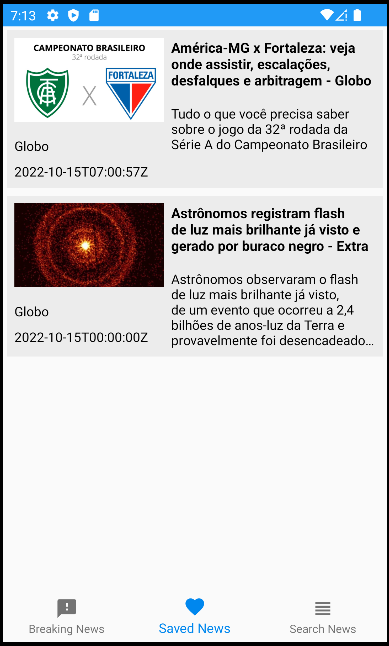 7:13
CAMPEONATO BRASILEIRO
32ª rodada
X
FORTALEZA
América-MG x Fortaleza: veja
onde assistir, escalações,
desfalques e arbitragem - Globo
Tudo o que você precisa saber
sobre o jogo da 32ª rodada da
Série A do Campeonato Brasileiro
Globo
2022-10-15T07:00:57Z
Astrônomos registram flash
de luz mais brilhante já visto e
gerado por buraco negro - Extra
Astrônomos observaram o flash
de luz mais brilhante já visto,
de um evento que ocorreu a 2,4
bilhões de anos-luz da Terra e
provavelmente foi desencadeado…
Globo
2022-10-15T00:00:00Z
Breaking News
Saved News
Search News